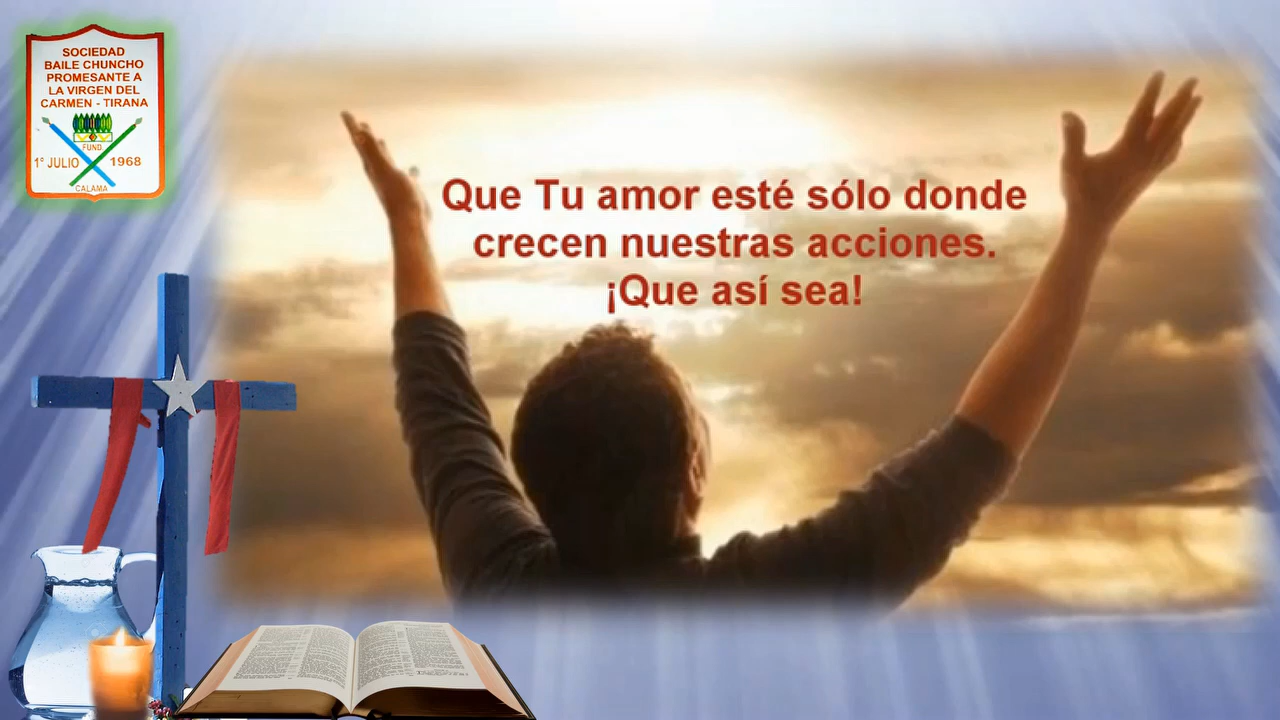 SOCIEDAD
BAILE CHUNCHO
PROMESANTE A
LA VIRGEN DEL
CARMEN - TIRANA
FUND
1º JULIO 1968
CALAMA
Que Tu amor esté sólo donde
crecen nuestras acciones.
¡Que así sea!